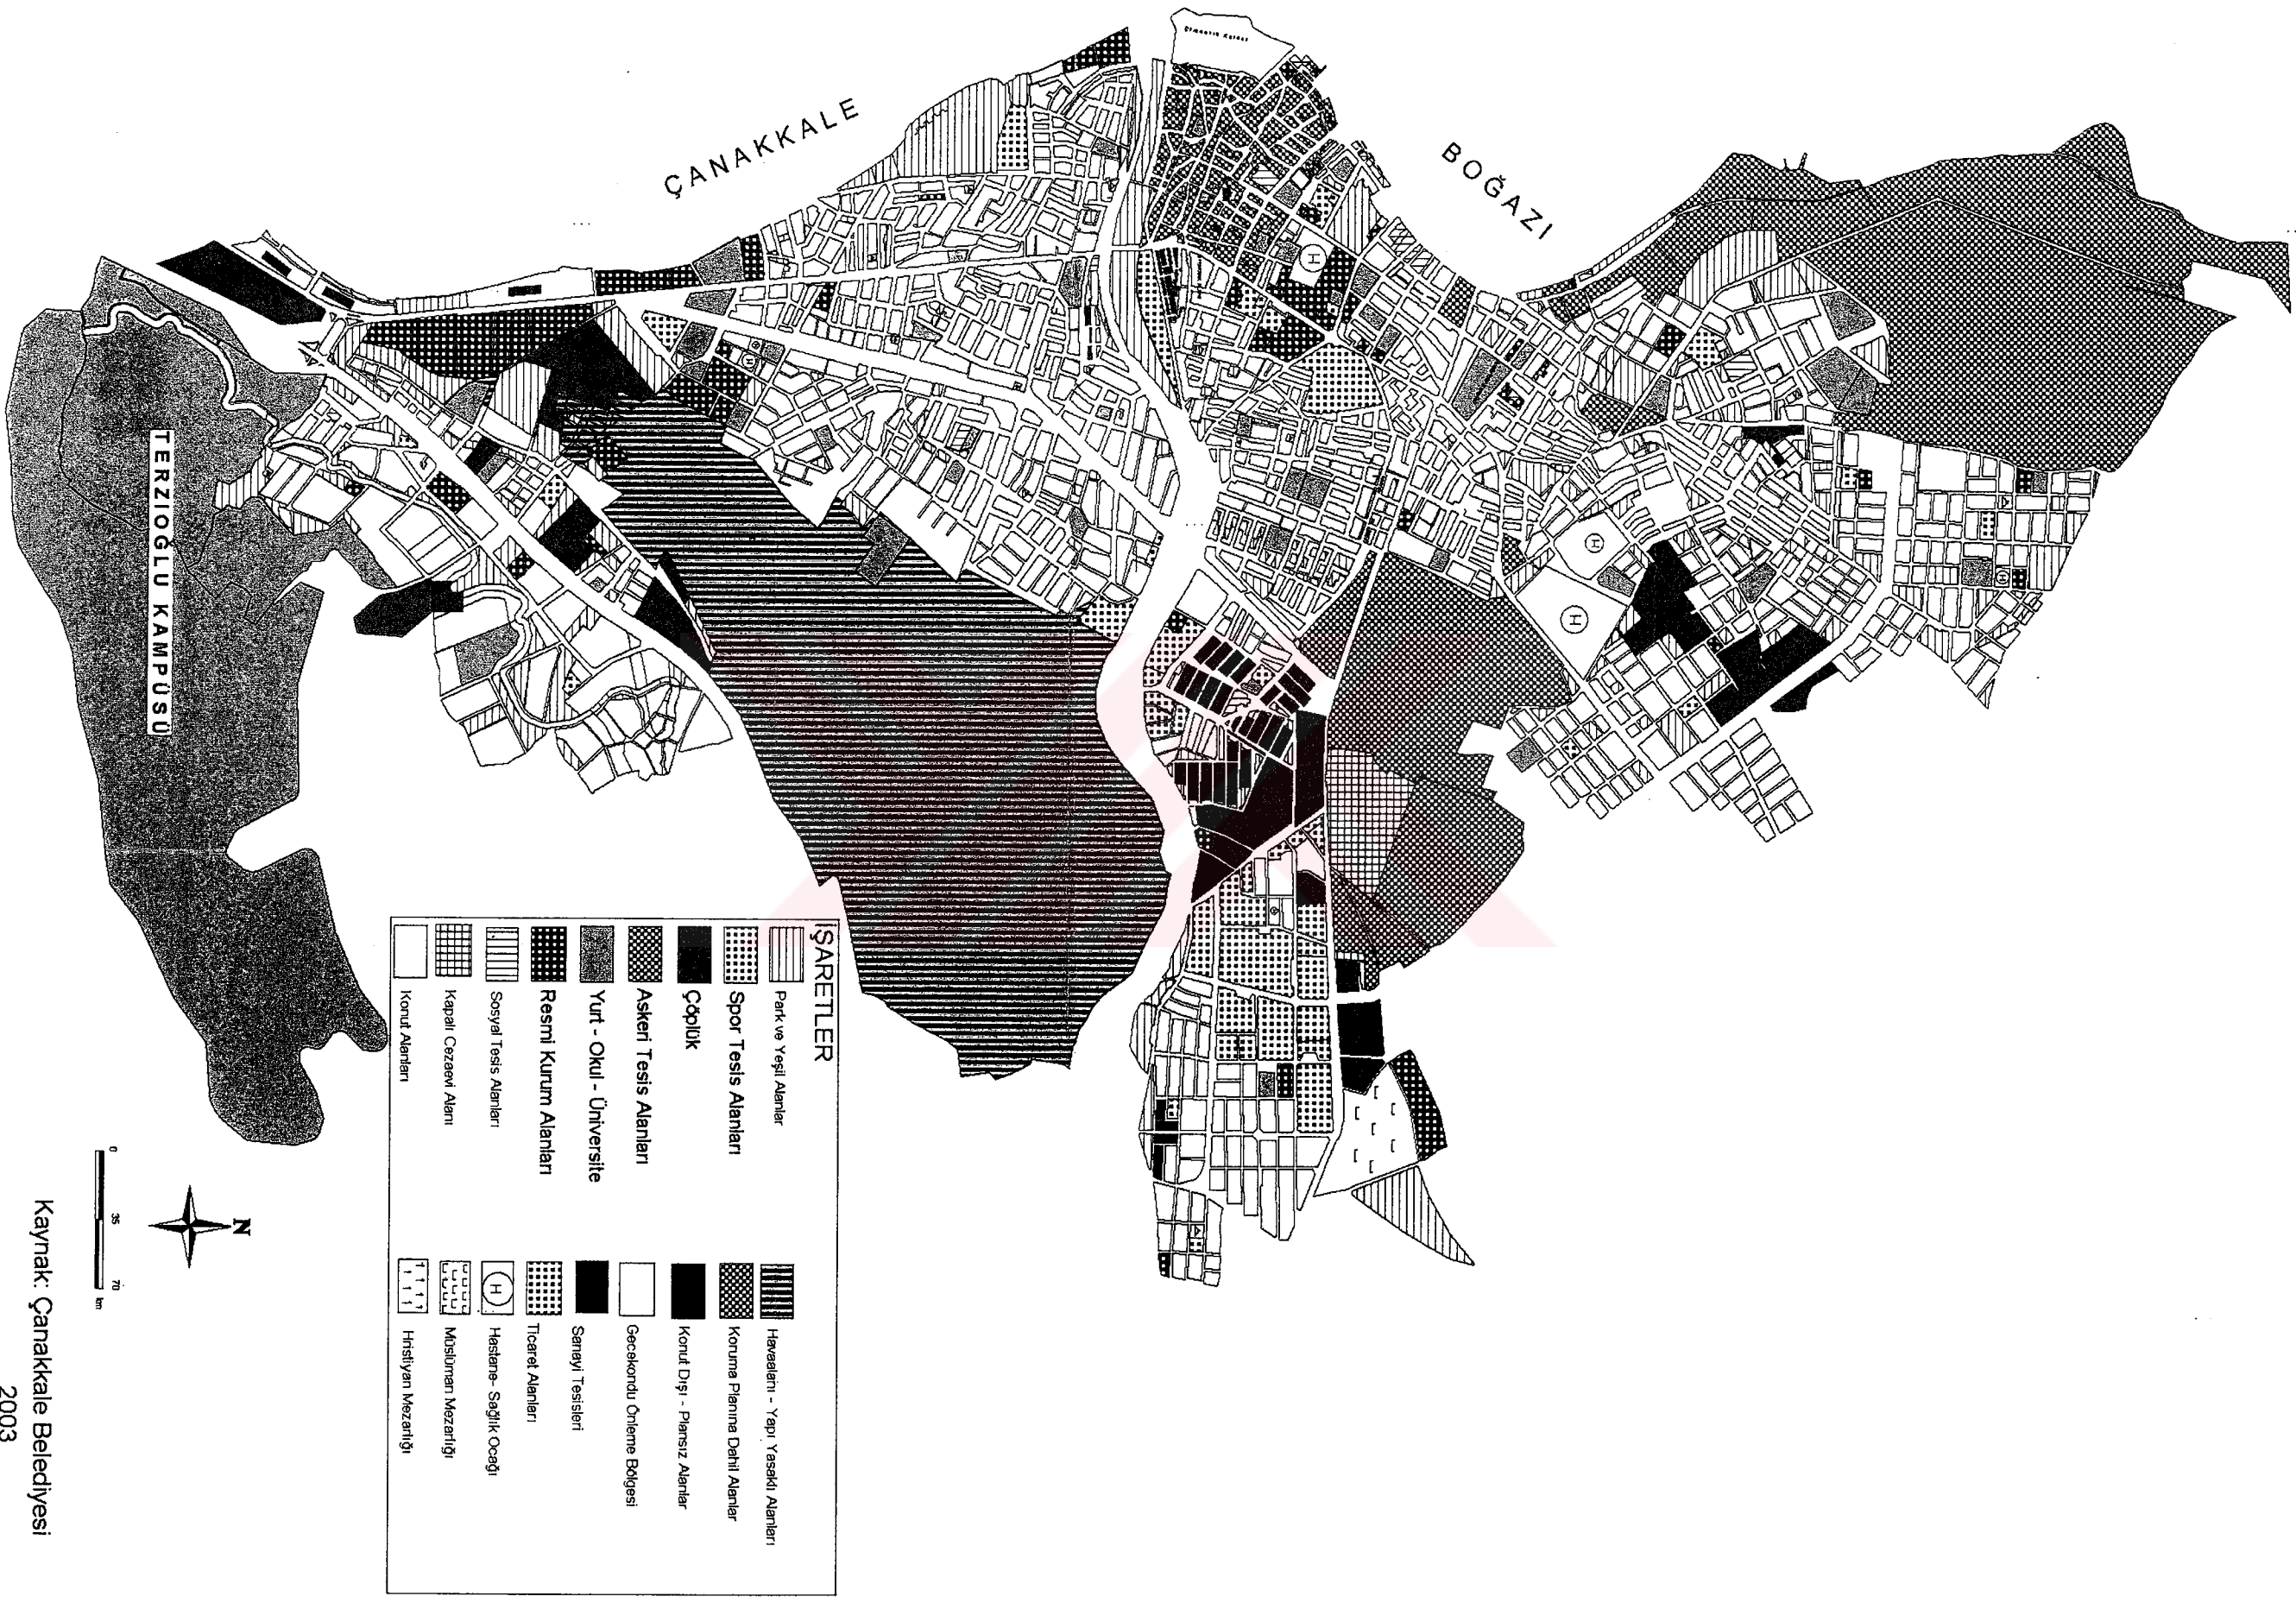 ÇANAKKALE
BOĞAZI
TERZİOĞLU KAMPÜSÜ
H
H
H
H
İŞARETLER
Park ve Yeşil Alanlar
Spor Tesis Alanları
Çöplük
Askeri Tesis Alanları
Yurt - Okul - Üniversite
Resmi Kurum Alanları
Sosyal Tesis Alanları
Kapalı Cezaevi Alanı
Konut Alanları
Havaalanı - Yapı Yasaklı Alanları
Koruma Planına Dahil Alanlar
Konut Dışı - Plansız Alanlar
Gecekondu Önleme Bölgesi
Sanayi Tesisleri
Ticaret Alanları
H
Hastane- Sağlık Ocağı
Müslüman Mezarlığı
Hristiyan Mezarlığı
N
0 35 70 km
Kaynak: Çanakkale Belediyesi
2003